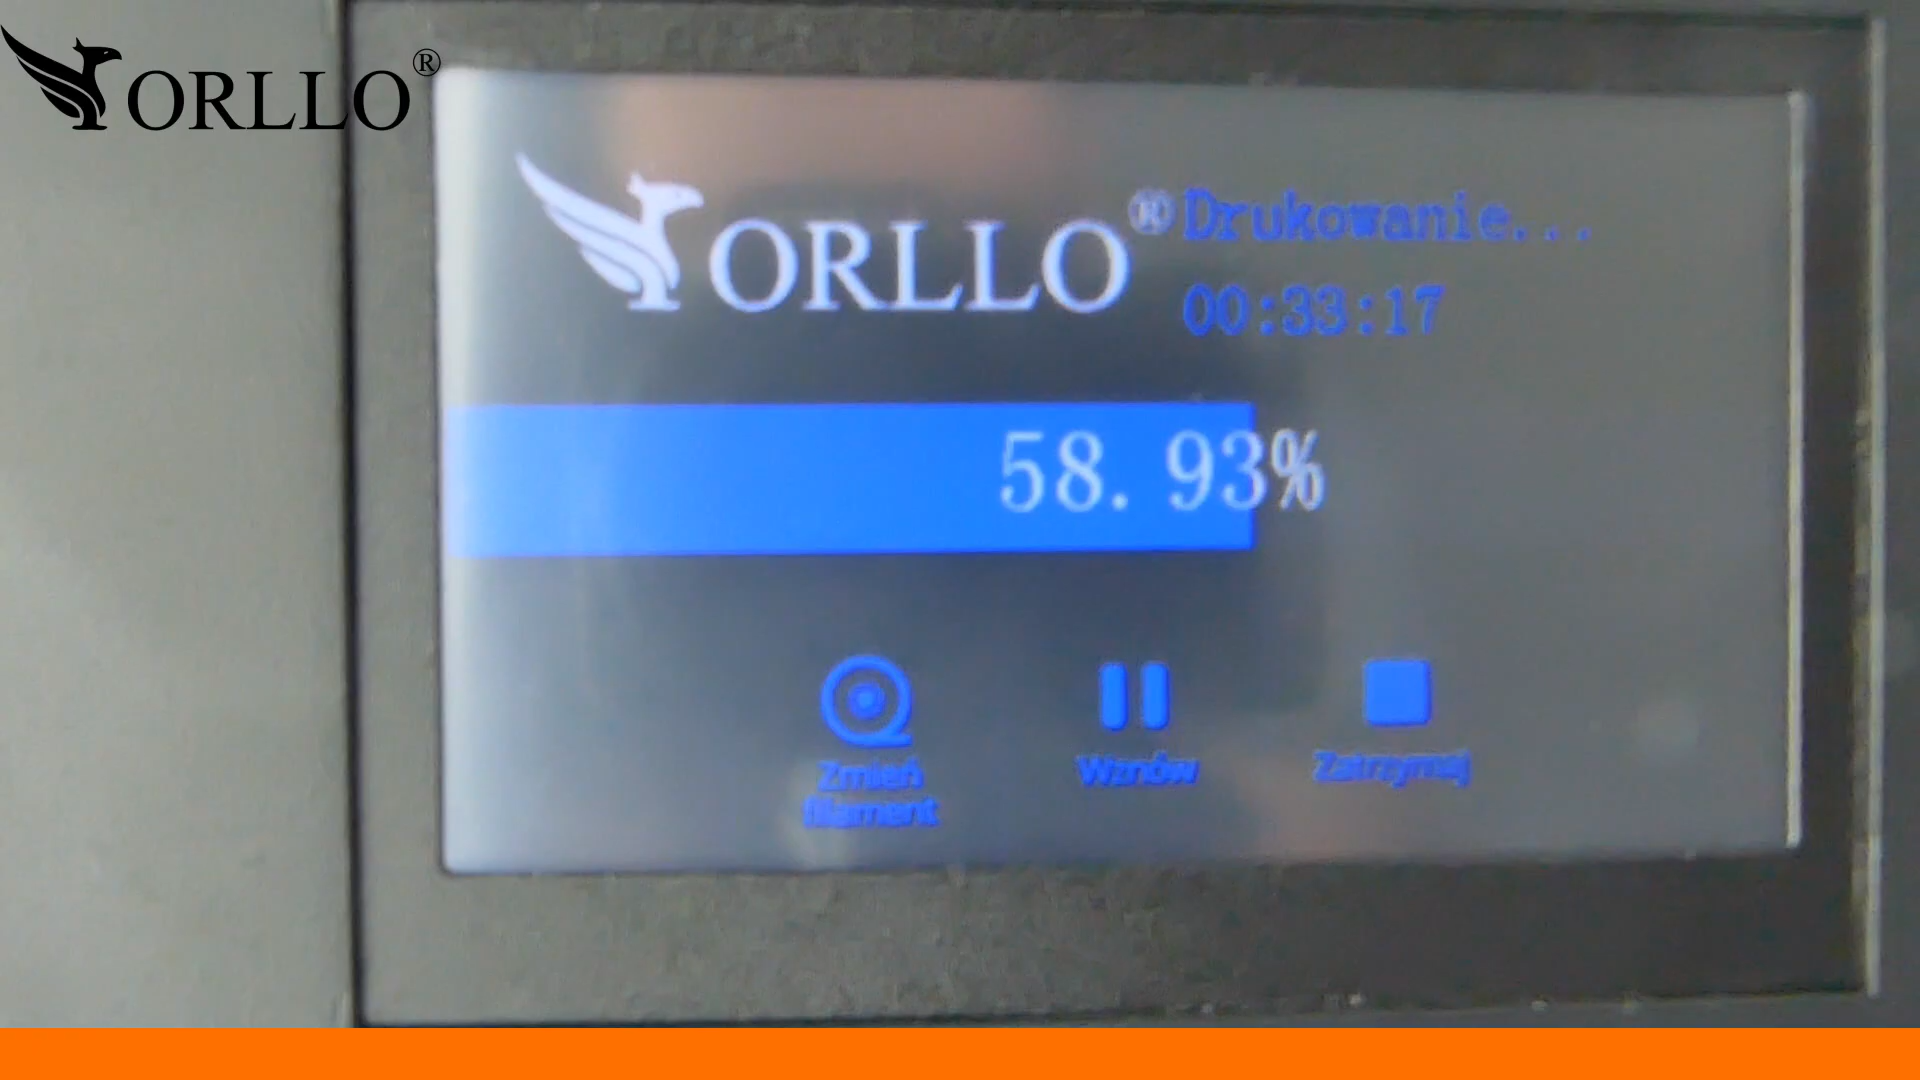 ORLLO®
ORLLO® Drukowanie...
00:33:17
58.93%
Zmień
filament
Wznów
Zatrzymaj